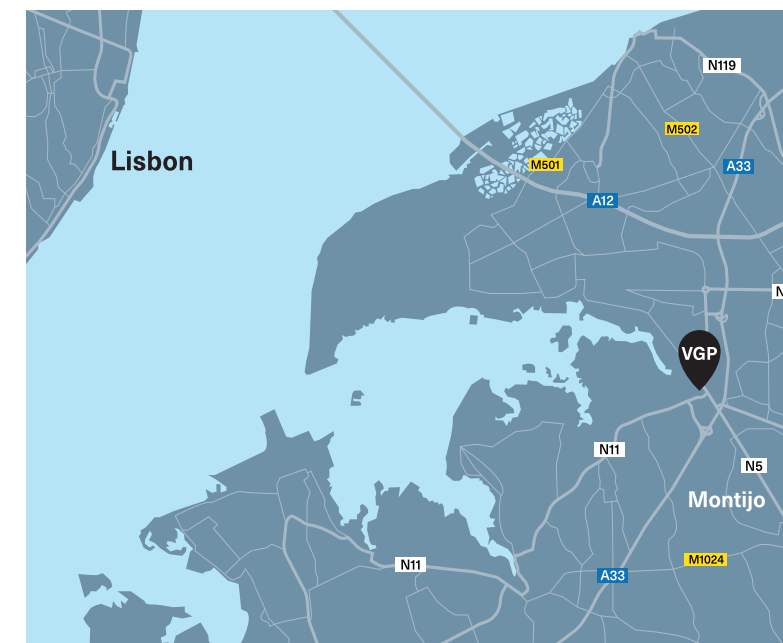 N119
M502
Lisbon
M501
A33
A12
N
VGP
N11
N5
Montijo
M1024
N11
A33